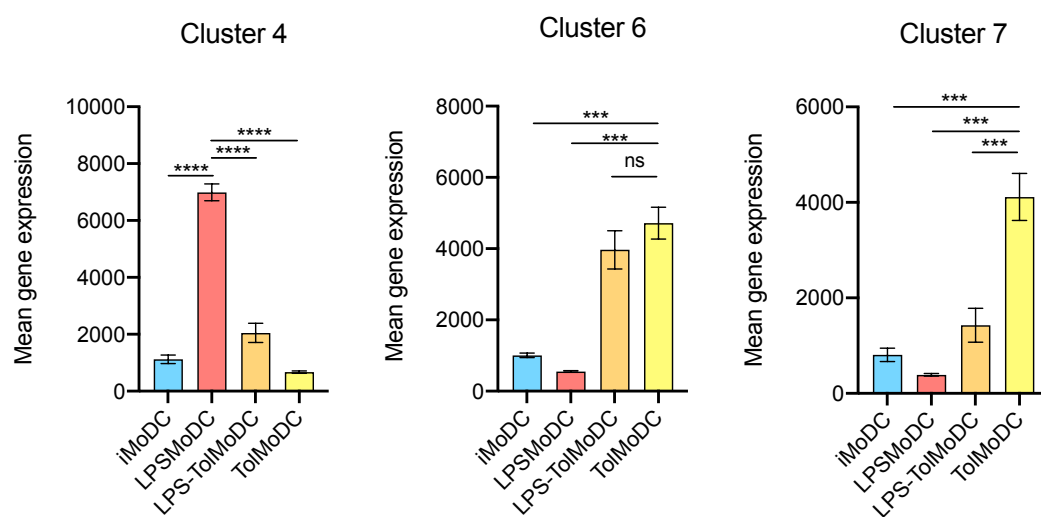 Cluster 4
Mean gene expression
10000
8000
6000
4000
2000
0
****
****
****
iMoDC
LPSMoDC
LPS-TolMoDC
TolMoDC
Cluster 6
Mean gene expression
8000
6000
4000
2000
0
***
***
ns
iMoDC
LPSMoDC
LPS-TolMoDC
TolMoDC
Cluster 7
Mean gene expression
6000
4000
2000
0
***
***
***
iMoDC
LPSMoDC
LPS-TolMoDC
TolMoDC